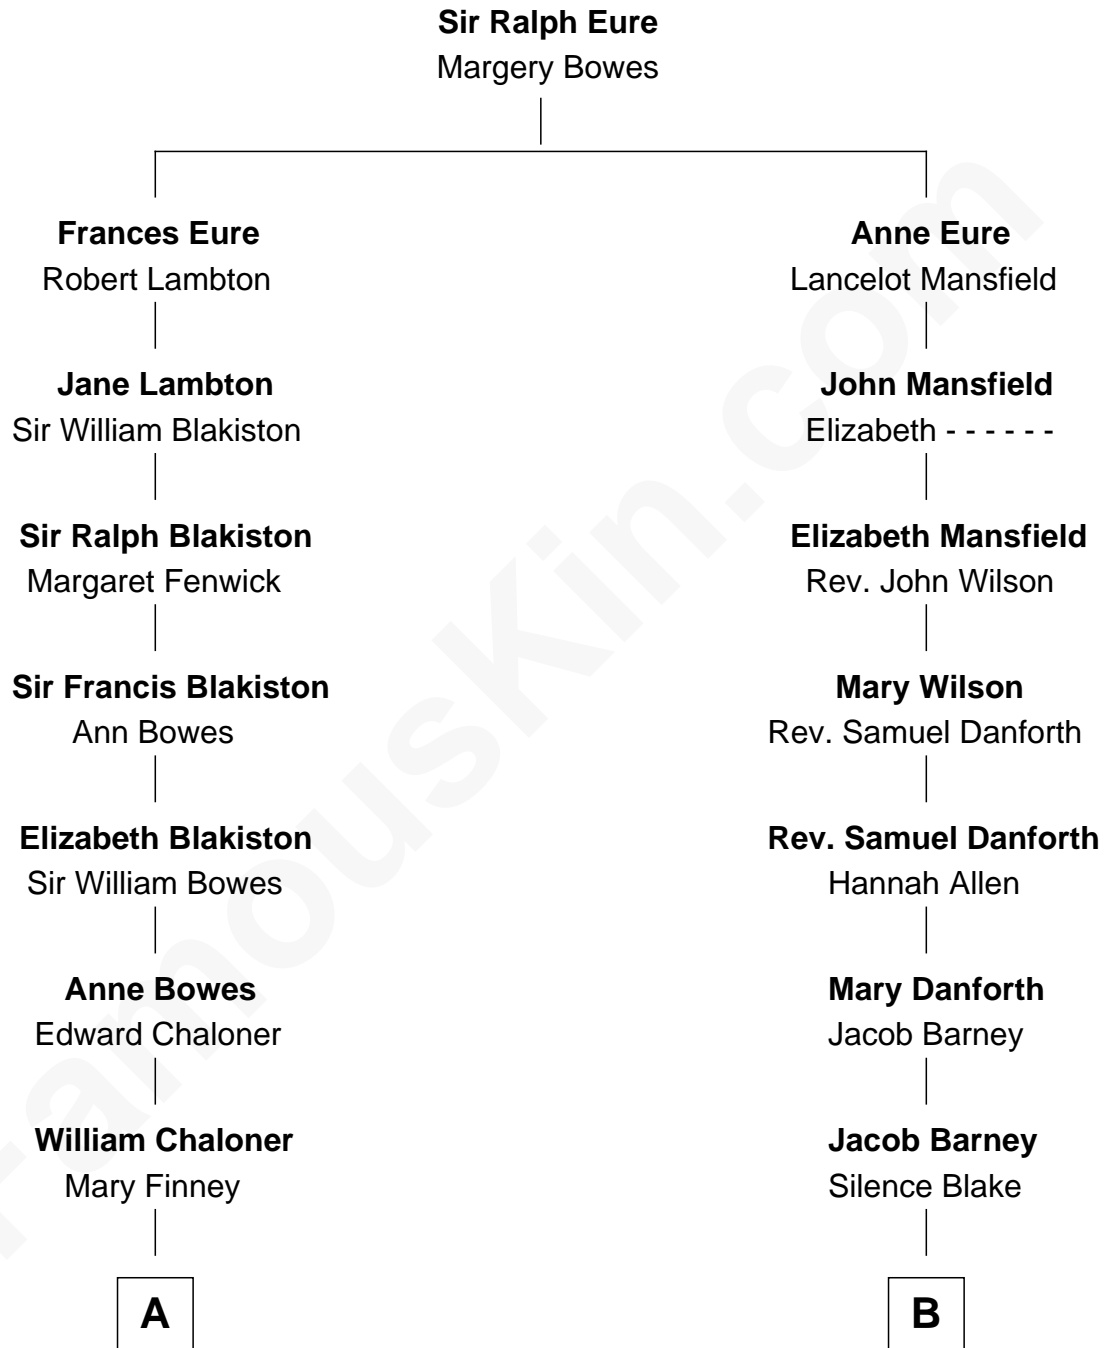 Sir Ralph Eure
Margery Bowes
Frances Eure
Robert Lambton
Anne Eure
Lancelot Mansfield
Jane Lambton
Sir William Blakiston
John Mansfield
Elizabeth - - - - - -
Sir Ralph Blakiston
Margaret Fenwick
Elizabeth Mansfield
Rev. John Wilson
Sir Francis Blakiston
Ann Bowes
Mary Wilson
Rev. Samuel Danforth
Elizabeth Blakiston
Sir William Bowes
Rev. Samuel Danforth
Hannah Allen
Anne Bowes
Edward Chaloner
Mary Danforth
Jacob Barney
William Chaloner
Mary Finney
Jacob Barney
Silence Blake
A
B
FamousKin.com